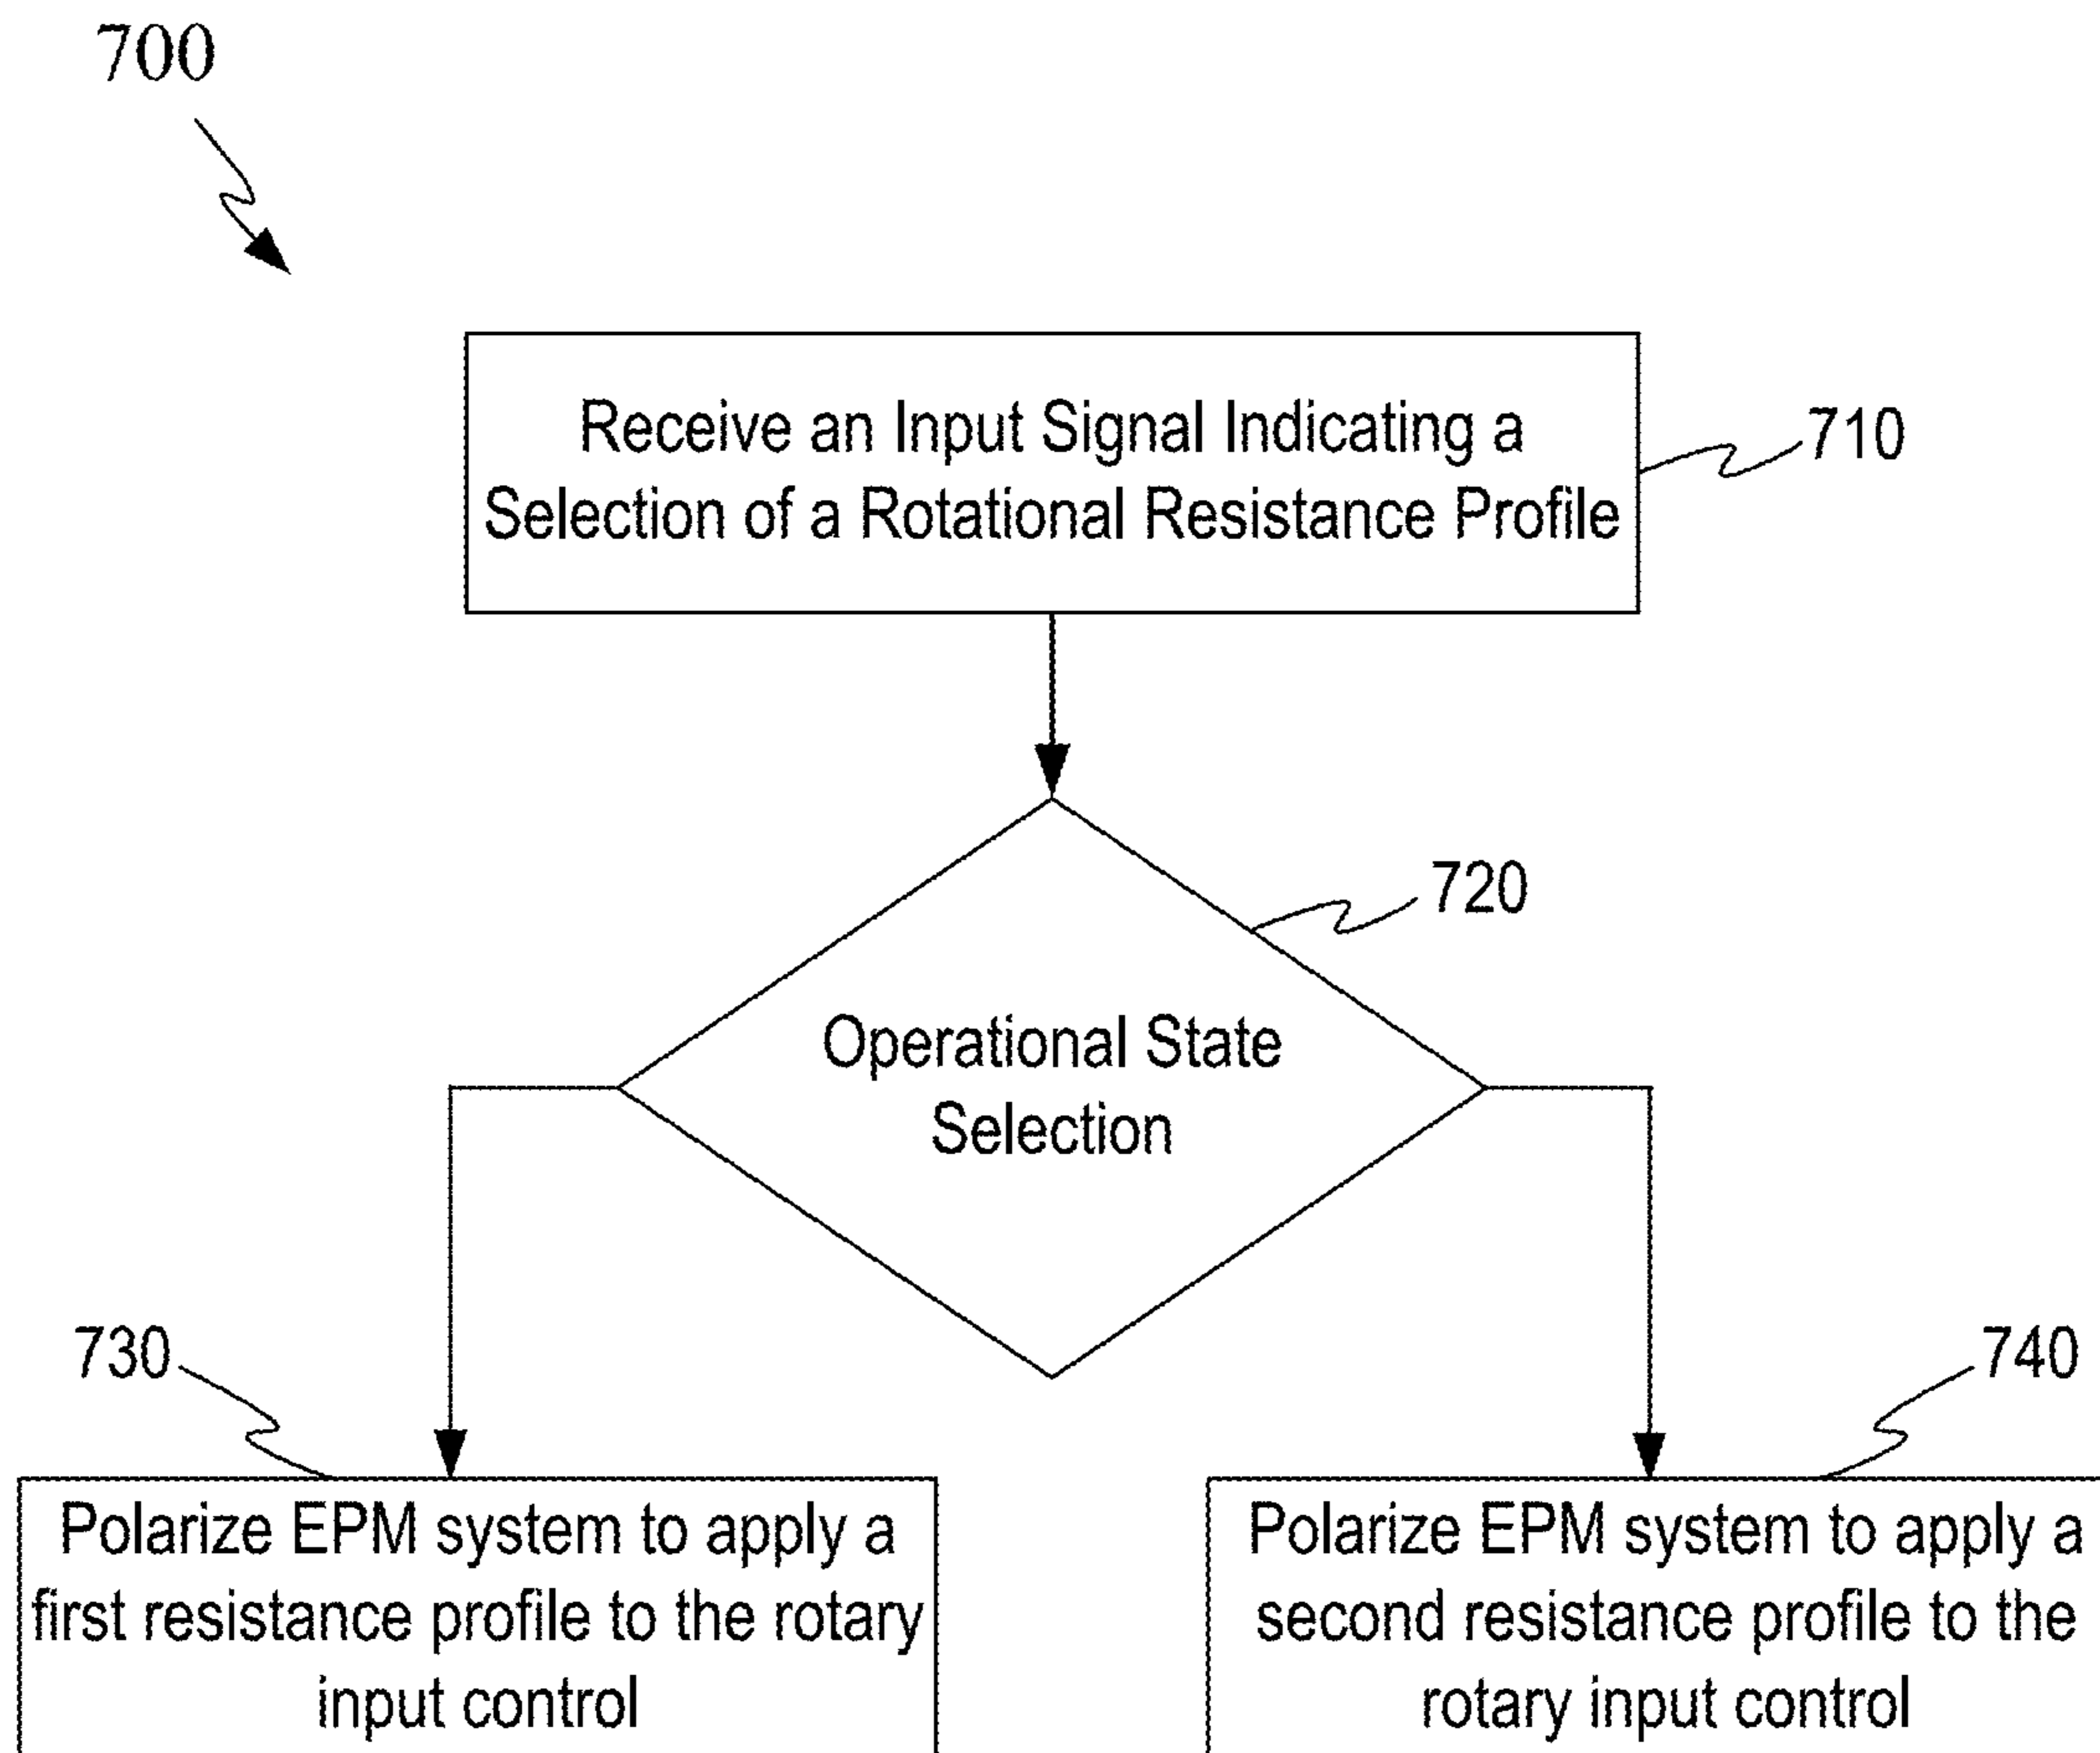 700
Receive an Input Signal Indicating a
Selection of a Rotational Resistance Profile
710
720
Operational State
Selection
730
740
Polarize EPM system to apply a
first resistance profile to the rotary
input control
Polarize EPM system to apply a
second resistance profile to the
rotary input control